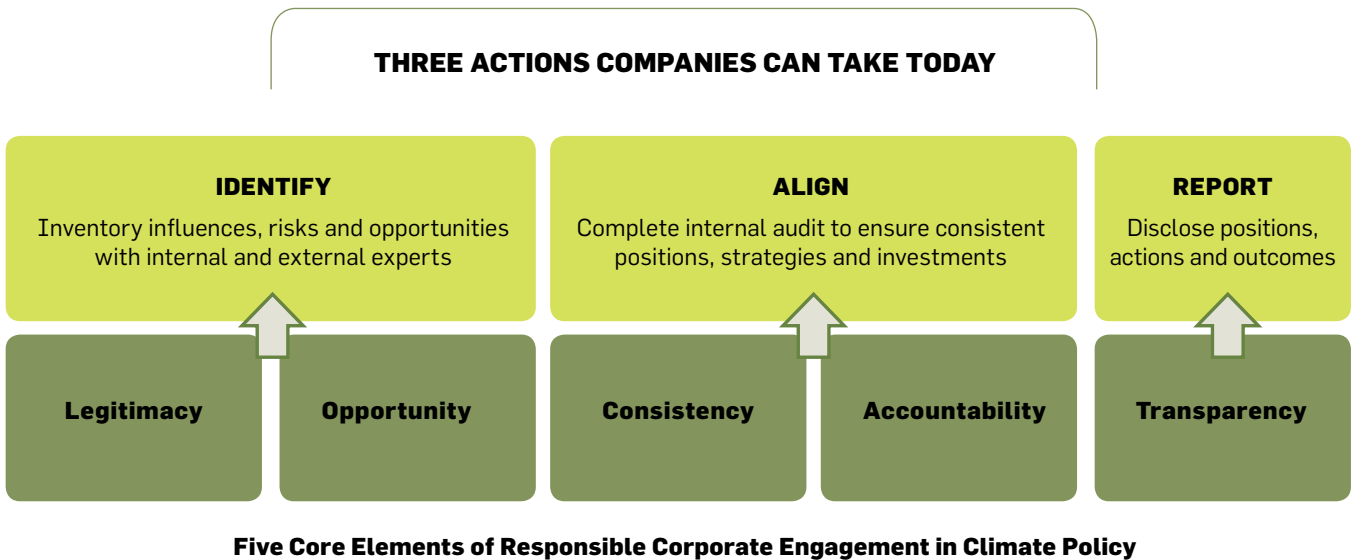 THREE ACTIONS COMPANIES CAN TAKE TODAY
IDENTIFY
Inventory influences, risks and opportunities
with internal and external experts
ALIGN
Complete internal audit to ensure consistent
positions, strategies and investments
REPORT
Disclose positions,
actions and outcomes
Legitimacy
Opportunity
Consistency
Accountability
Transparency
Five Core Elements of Responsible Corporate Engagement in Climate Policy